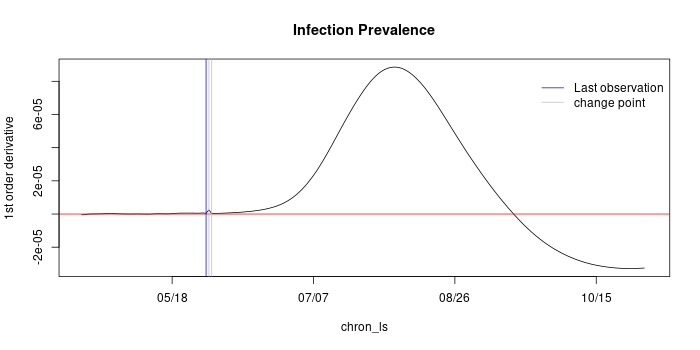 Infection Prevalence
1st order derivative
-2e-05
2e-05
6e-05
Last observation
change point
05/18
07/07
08/26
10/15
chron_ls